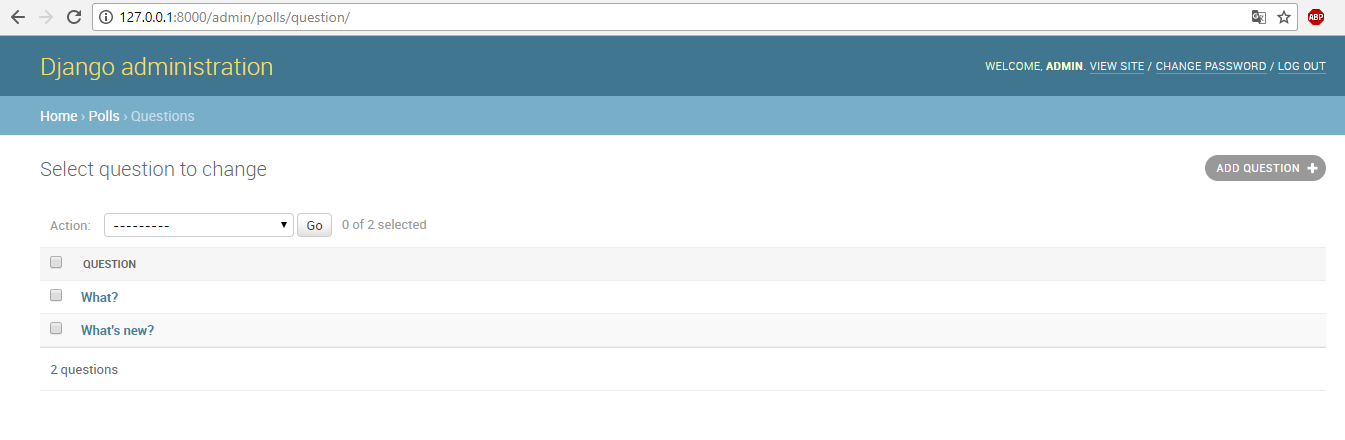 127.0.0.1:8000/admin/polls/question/
ABP
Django administration
WELCOME, ADMIN. VIEW SITE / CHANGE PASSWORD / LOG OUT
Home › Polls › Questions
Select question to change
ADD QUESTION +
Action: --------- Go 0 of 2 selected
QUESTION
What?
What's new?
2 questions